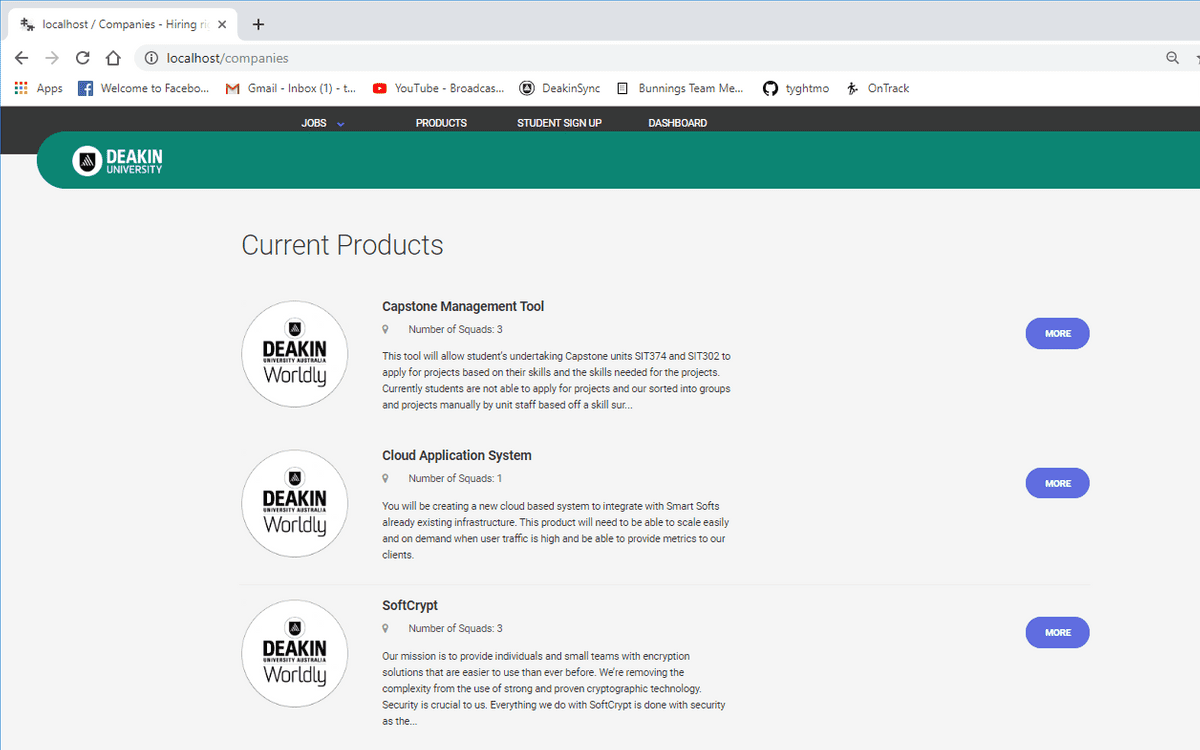 localhost / Companies - Hiring ri
localhost/companies
Apps
Welcome to Facebo...
Gmail - Inbox (1) - t...
YouTube - Broadcas...
DeakinSync
Bunnings Team Me...
tyghtmo
OnTrack
JOBS
PRODUCTS
STUDENT SIGN UP
DASHBOARD
DEAKIN
UNIVERSITY
Current Products
DEAKIN
UNIVERSITY AUSTRALIA
Worldly
Capstone Management Tool
Number of Squads: 3
This tool will allow student's undertaking Capstone units SIT374 and SIT302 to
apply for projects based on their skills and the skills needed for the projects.
Currently students are not able to apply for projects and our sorted into groups
and projects manually by unit staff based off a skill sur...
MORE
DEAKIN
UNIVERSITY AUSTRALIA
Worldly
Cloud Application System
Number of Squads: 1
You will be creating a new cloud based system to integrate with Smart Softs
already existing infrastructure. This product will need to be able to scale easily
and on demand when user traffic is high and be able to provide metrics to our
clients.
MORE
DEAKIN
UNIVERSITY AUSTRALIA
Worldly
SoftCrypt
Number of Squads: 3
Our mission is to provide individuals and small teams with encryption
solutions that are easier to use than ever before. We're removing the
complexity from the use of strong and proven cryptographic technology.
Security is crucial to us. Everything we do with SoftCrypt is done with security
as the...
MORE